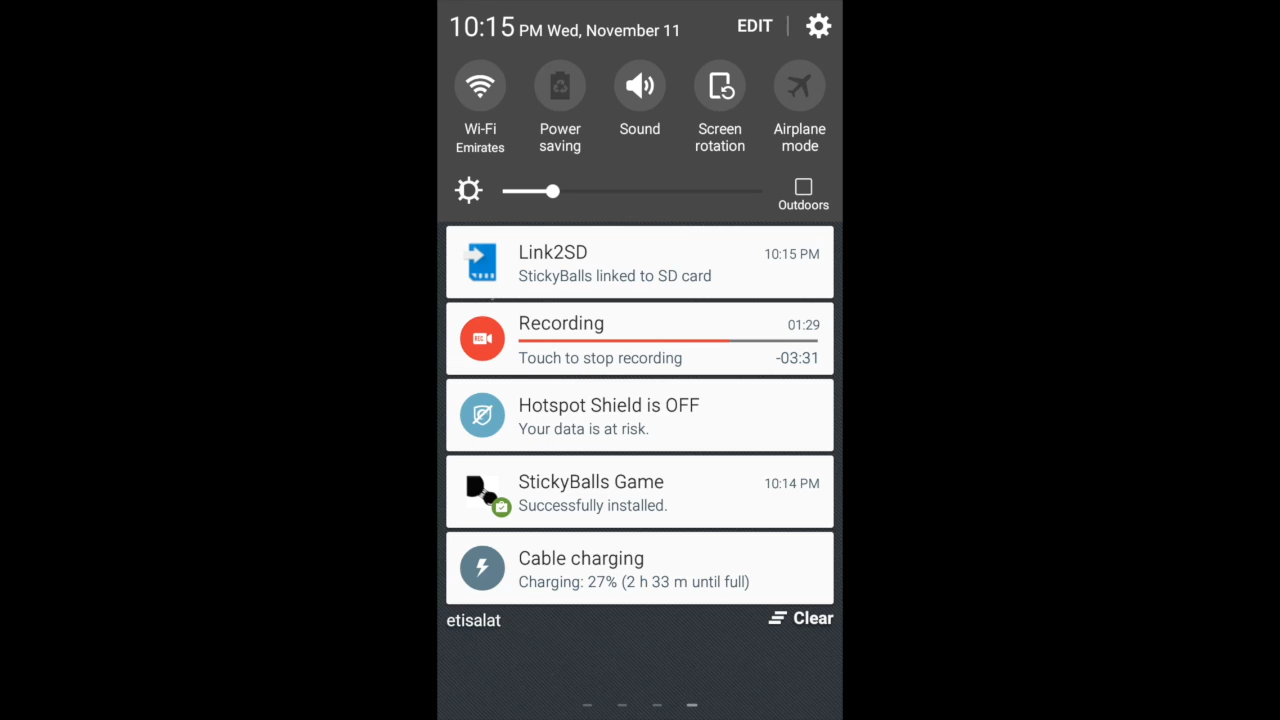 10:15 PM Wed, November 11 EDIT
Wi-Fi
Emirates
Power
saving
Sound
Screen
rotation
Airplane
mode
Outdoors
Link2SD 10:15 PM
StickyBalls linked to SD card
REC
Recording 01:29
Touch to stop recording -03:31
Hotspot Shield is OFF
Your data is at risk.
StickyBalls Game 10:14 PM
Successfully installed.
Cable charging
Charging: 27% (2 h 33 m until full)
etisalat Clear